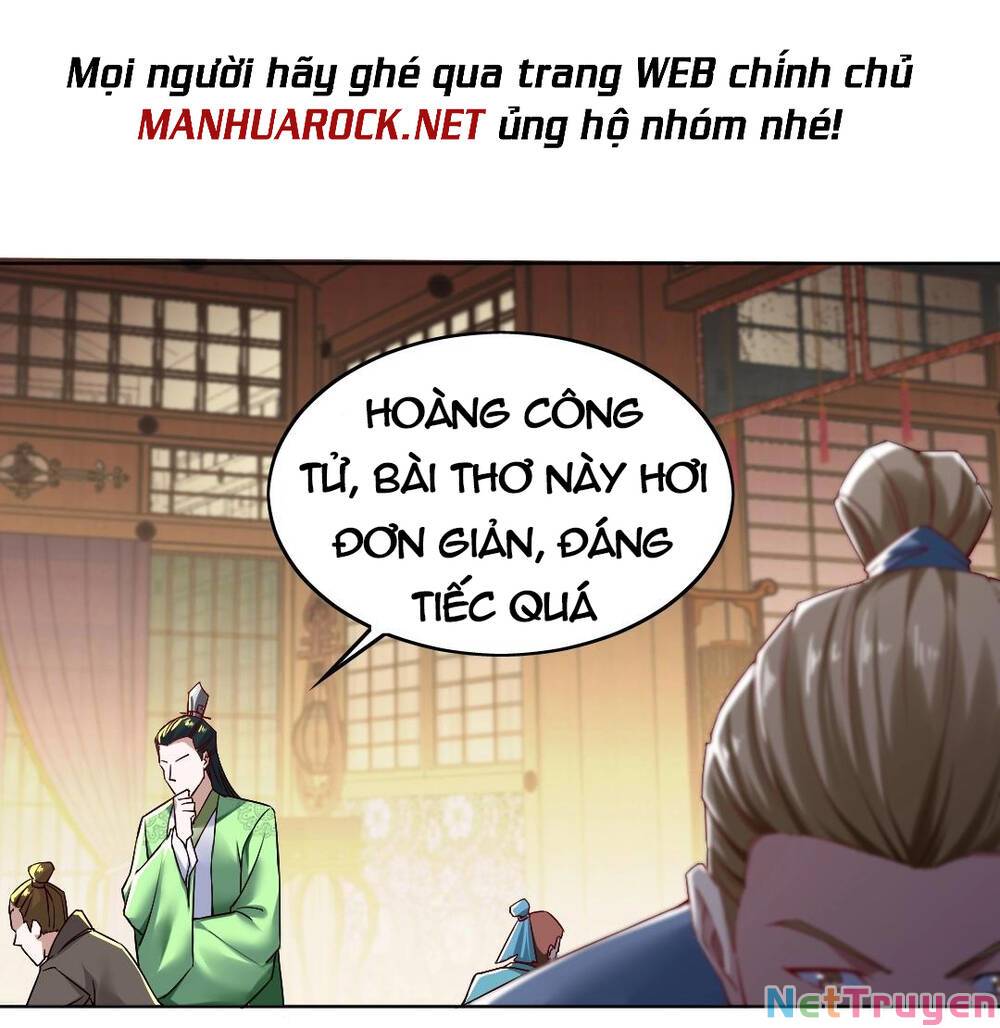 Mọi người hãy ghé qua trang WEB chính chủ
MANHUAROCK.NET ủng hộ nhóm nhé!
HOÀNG CÔNG
TỬ, BÀI THƠ NÀY HƠI
ĐƠN GIẢN, ĐÁNG
TIẾC QUÁ
NetTruyen